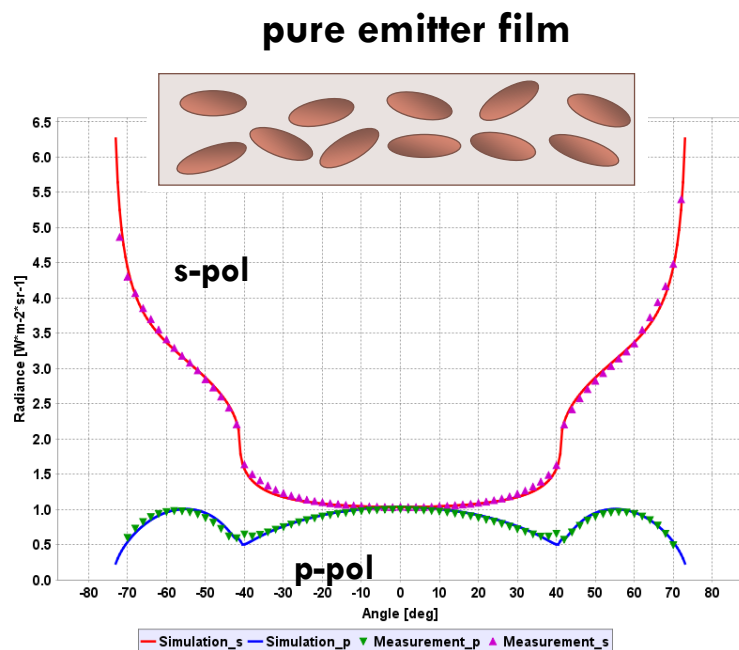 pure emitter film
6.5
6.0
5.5
5.0
4.5
4.0
3.5
3.0
2.5
2.0
1.5
1.0
0.5
0.0
Radiance [W*m-2*sr-1]
s-pol
p-pol
-80 -70 -60 -50 -40 -30 -20 -10 0 10 20 30 40 50 60 70 80
Angle [deg]
Simulation_s Simulation_p Measurement_p Measurement_s